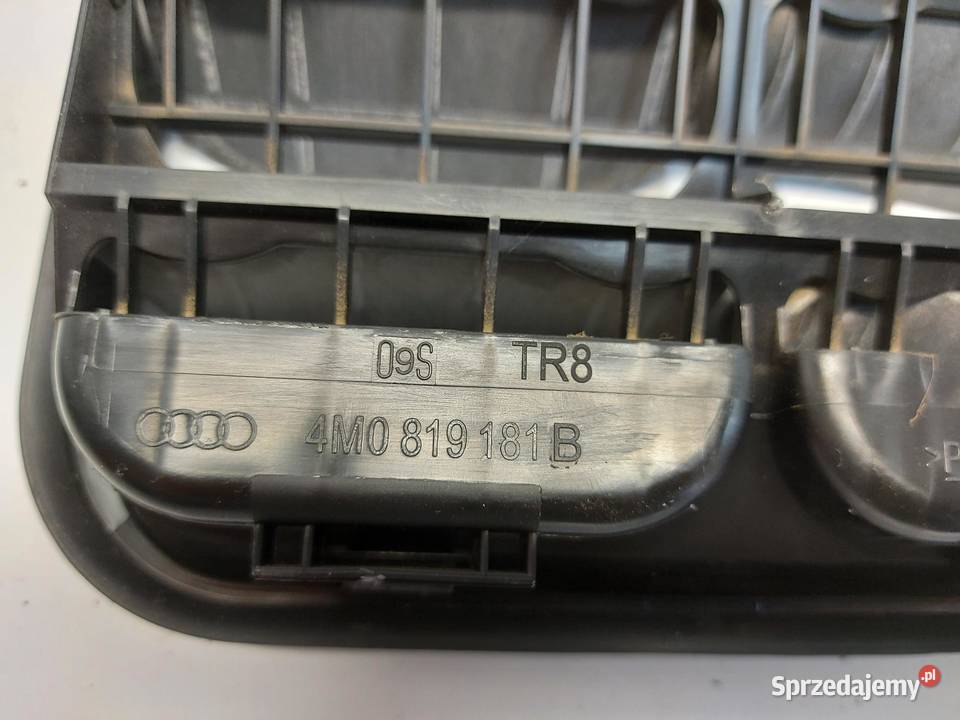 09S TR8
4M0 819 181 B
>P
Sprzedajemy.pl